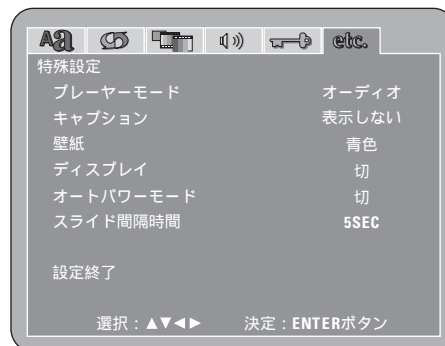 Aa etc.
特殊設定
プレーヤーモード オーディオ
キャプション 表示しない
壁紙 青色
ディスプレイ 切
オートパワーモード 切
スライド間隔時間 5SEC
設定終了
選択：▲▼◀▶ 決定：ENTERボタン